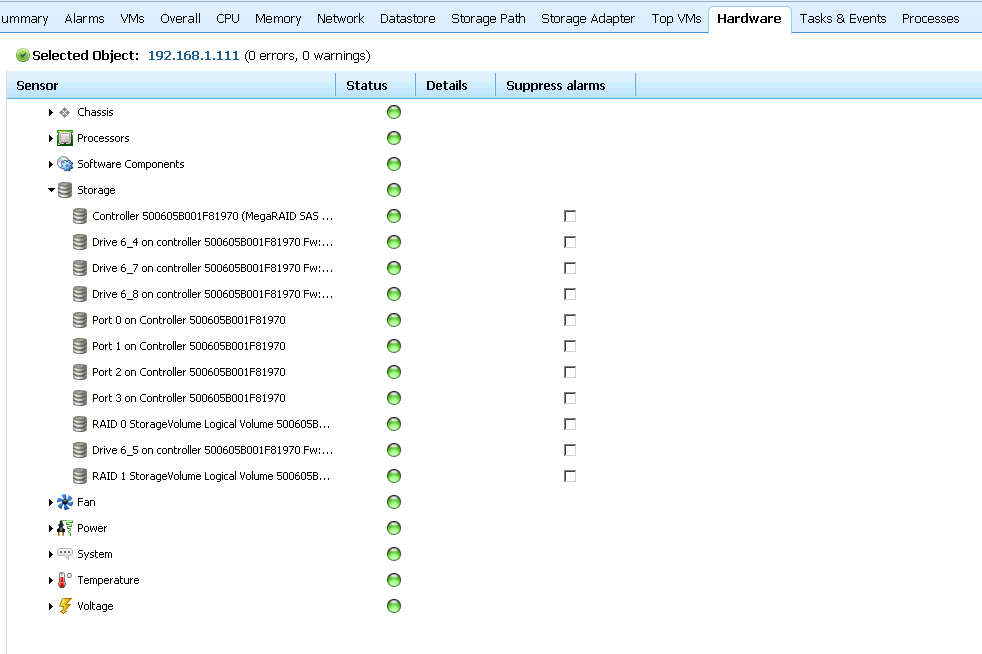 ummary Alarms VMs Overall CPU Memory Network Datastore Storage Path Storage Adapter Top VMs Hardware Tasks & Events Processes
Selected Object: 192.168.1.111 (0 errors, 0 warnings)
Sensor Status Details Suppress alarms
Chassis
Processors
Software Components
Storage
Controller 500605B001F81970 (MegaRAID SAS ...
Drive 6_4 on controller 500605B001F81970 Fw:...
Drive 6_7 on controller 500605B001F81970 Fw:...
Drive 6_8 on controller 500605B001F81970 Fw:...
Port 0 on Controller 500605B001F81970
Port 1 on Controller 500605B001F81970
Port 2 on Controller 500605B001F81970
Port 3 on Controller 500605B001F81970
RAID 0 StorageVolume Logical Volume 500605B...
Drive 6_5 on controller 500605B001F81970 Fw:...
RAID 1 StorageVolume Logical Volume 500605B...
Fan
Power
System
Temperature
Voltage